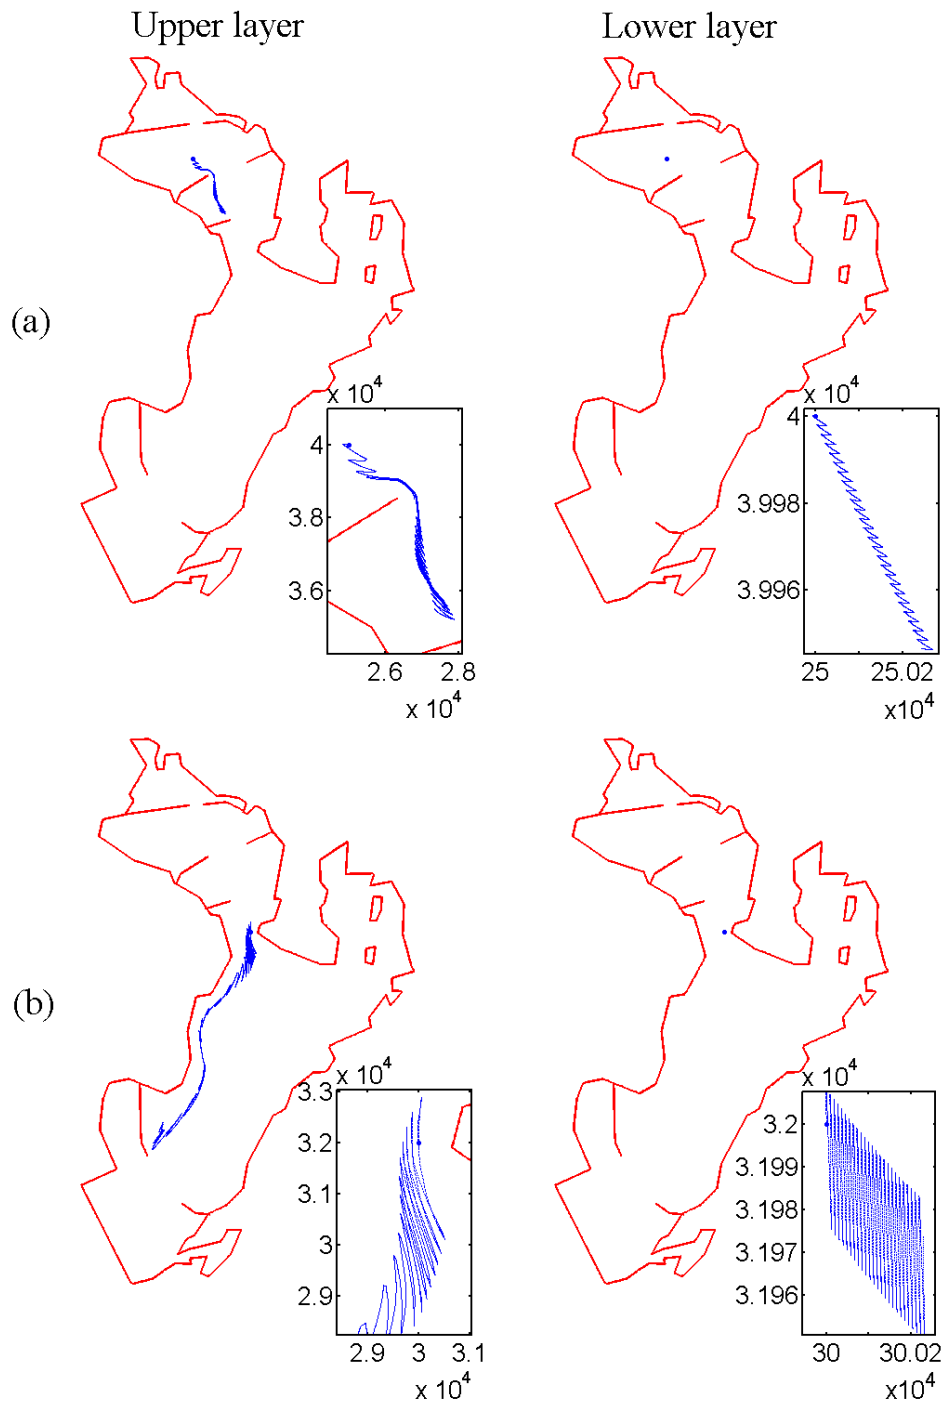 Upper layer
Lower layer
(a)
x 10⁴
4
3.8
3.6
2.6
2.8
x 10⁴
x 10⁴
4
3.998
3.996
25
25.02
x10⁴
(b)
x 10⁴
3.3
3.2
3.1
3
2.9
2.9
3
3.1
x 10⁴
x 10⁴
3.2
3.199
3.198
3.197
3.196
30
30.02
x10⁴